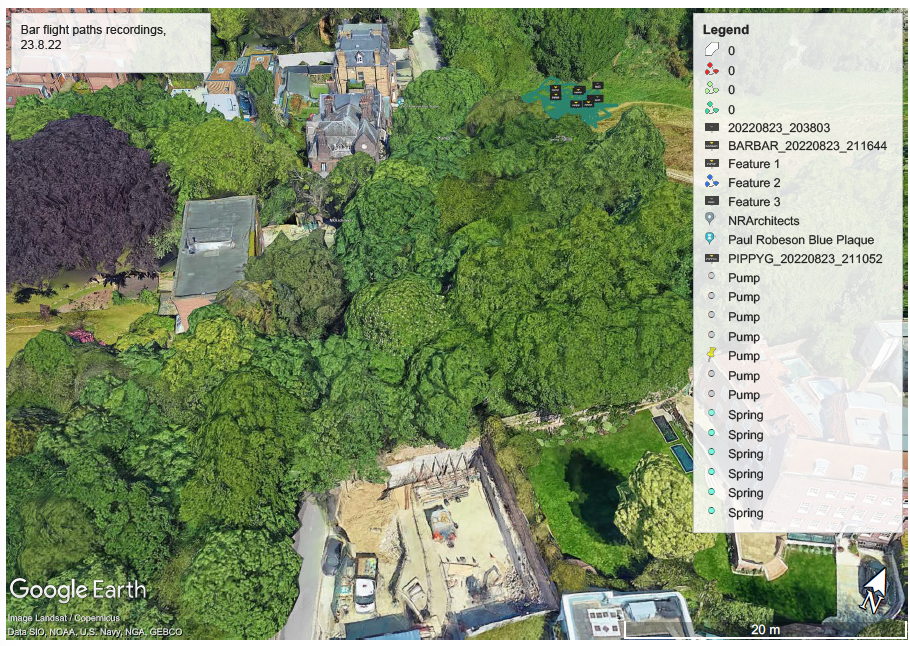 Bar flight paths recordings,
23.8.22
Legend
0
0
0
0
20220823_203803
BARBAR_20220823_211644
Feature 1
Feature 2
Feature 3
NRArchitects
Paul Robeson Blue Plaque
PIPPYG_20220823_211052
Pump
Pump
Pump
Pump
Pump
Pump
Pump
Spring
Spring
Spring
Spring
Spring
Spring
Google Earth
Image Landsat / Copernicus
Data SIO, NOAA, U.S. Navy, NGA, GEBCO
N
20 m